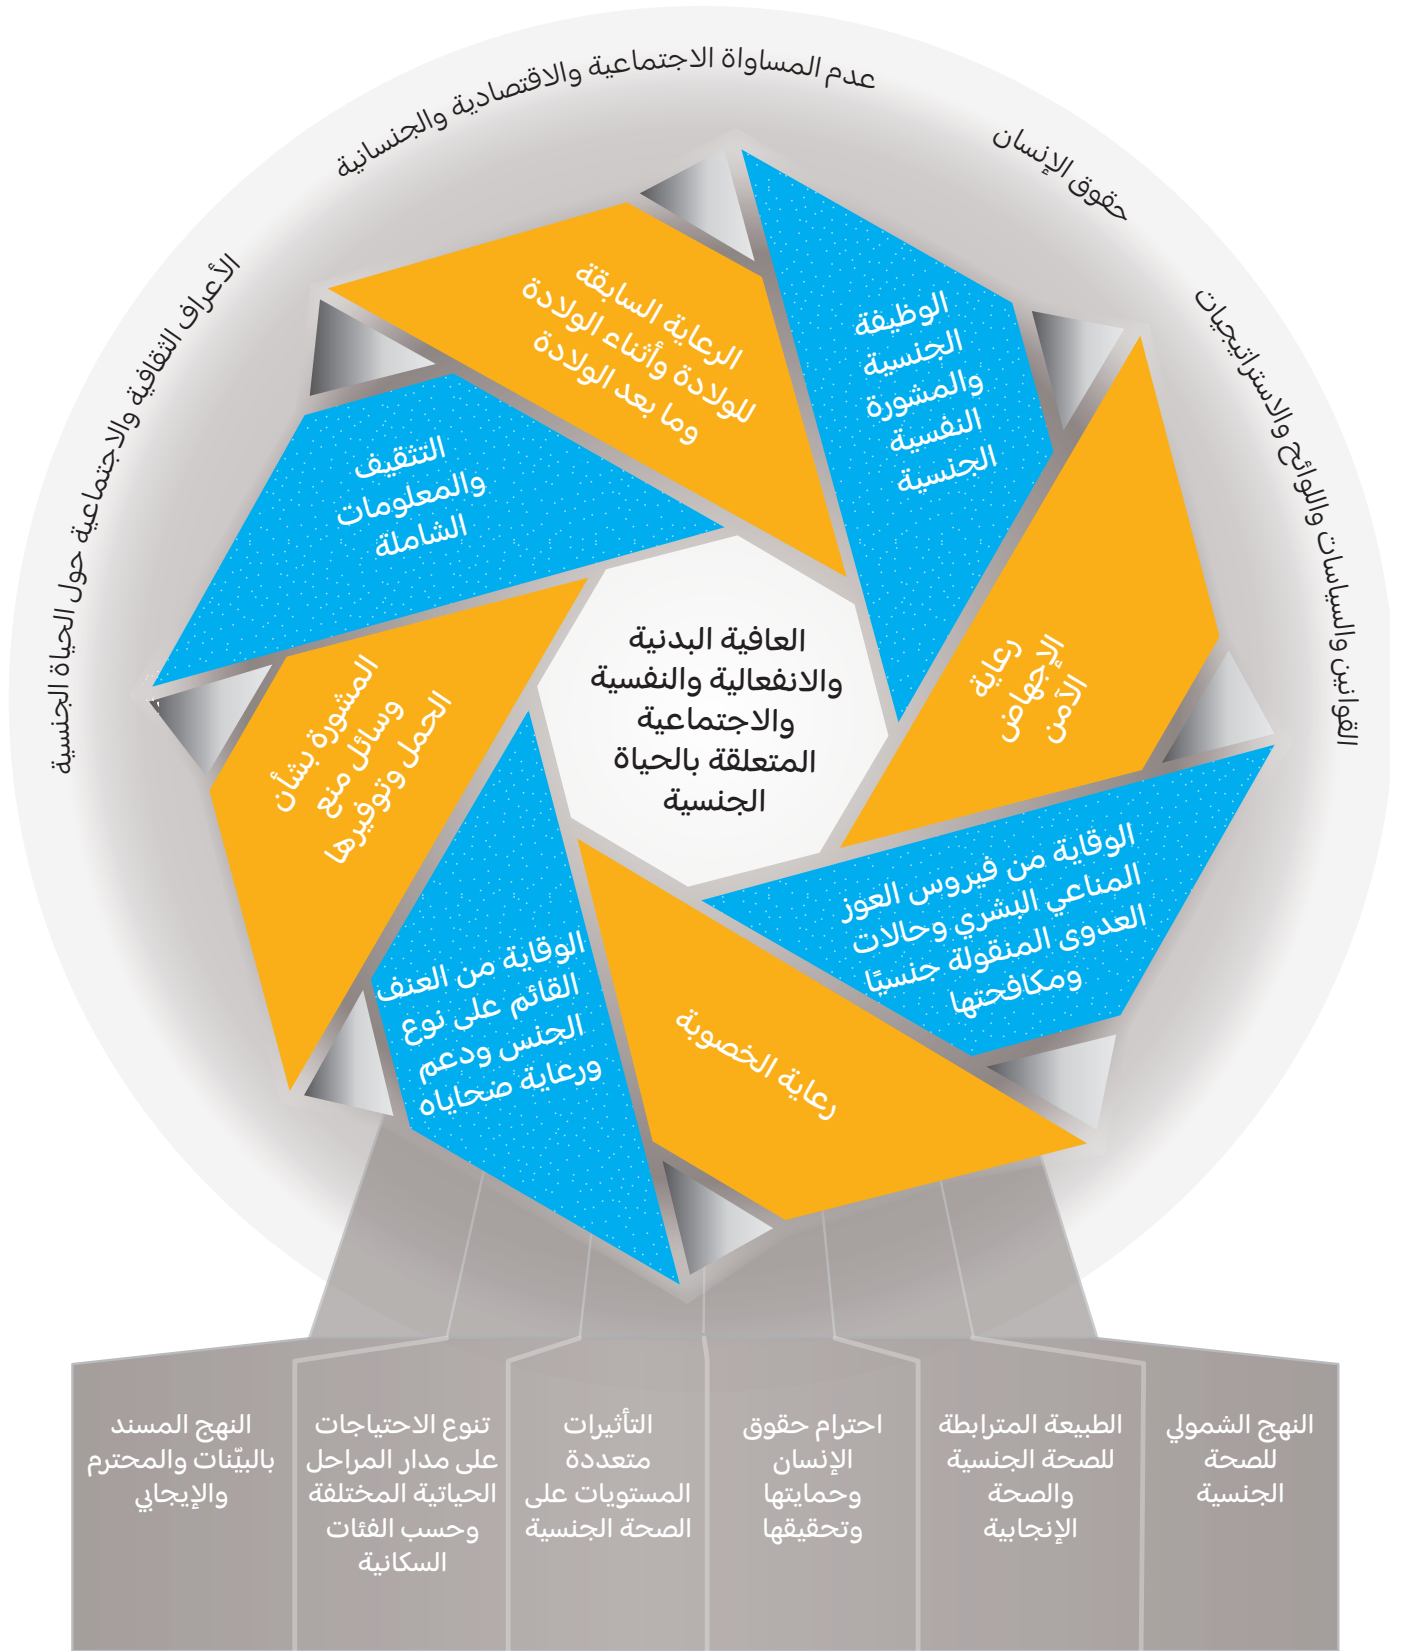 عدم المساواة الاجتماعية والاقتصادية والجنسانية
حقوق الإنسان
القوانين والسياسات واللوائح والاستراتيجيات
الأعراف الثقافية والاجتماعية حول الحياة الجنسية
الوظيفة
الجنسية
والمشورة
النفسية
الجنسية
رعاية
الإجهاض
الآمن
الوقاية من فيروس العوز
المناعي البشري وحالات
العدوى المنقولة جنسيًا
ومكافحتها
رعاية الخصوبة
الوقاية من العنف
القائم على نوع
الجنس ودعم
ورعاية ضحاياه
المشورة بشأن
وسائل منع
الحمل وتوفيرها
التثقيف
والمعلومات
الشاملة
الرعاية السابقة
للولادة وأثناء الولادة
وما بعد الولادة
العافية البدنية
والانفعالية والنفسية
والاجتماعية
المتعلقة بالحياة
الجنسية
النهج الشمولي
للصحة
الجنسية
الطبيعة المترابطة
للصحة الجنسية
والصحة
الإنجابية
احترام حقوق
الإنسان
وحمايتها
وتحقيقها
التأثيرات
متعددة
المستويات على
الصحة الجنسية
تنوع الاحتياجات
على مدار المراحل
الحياتية المختلفة
وحسب الفئات
السكانية
النهج المسند
بالبيّنات والمحترم
والإيجابي